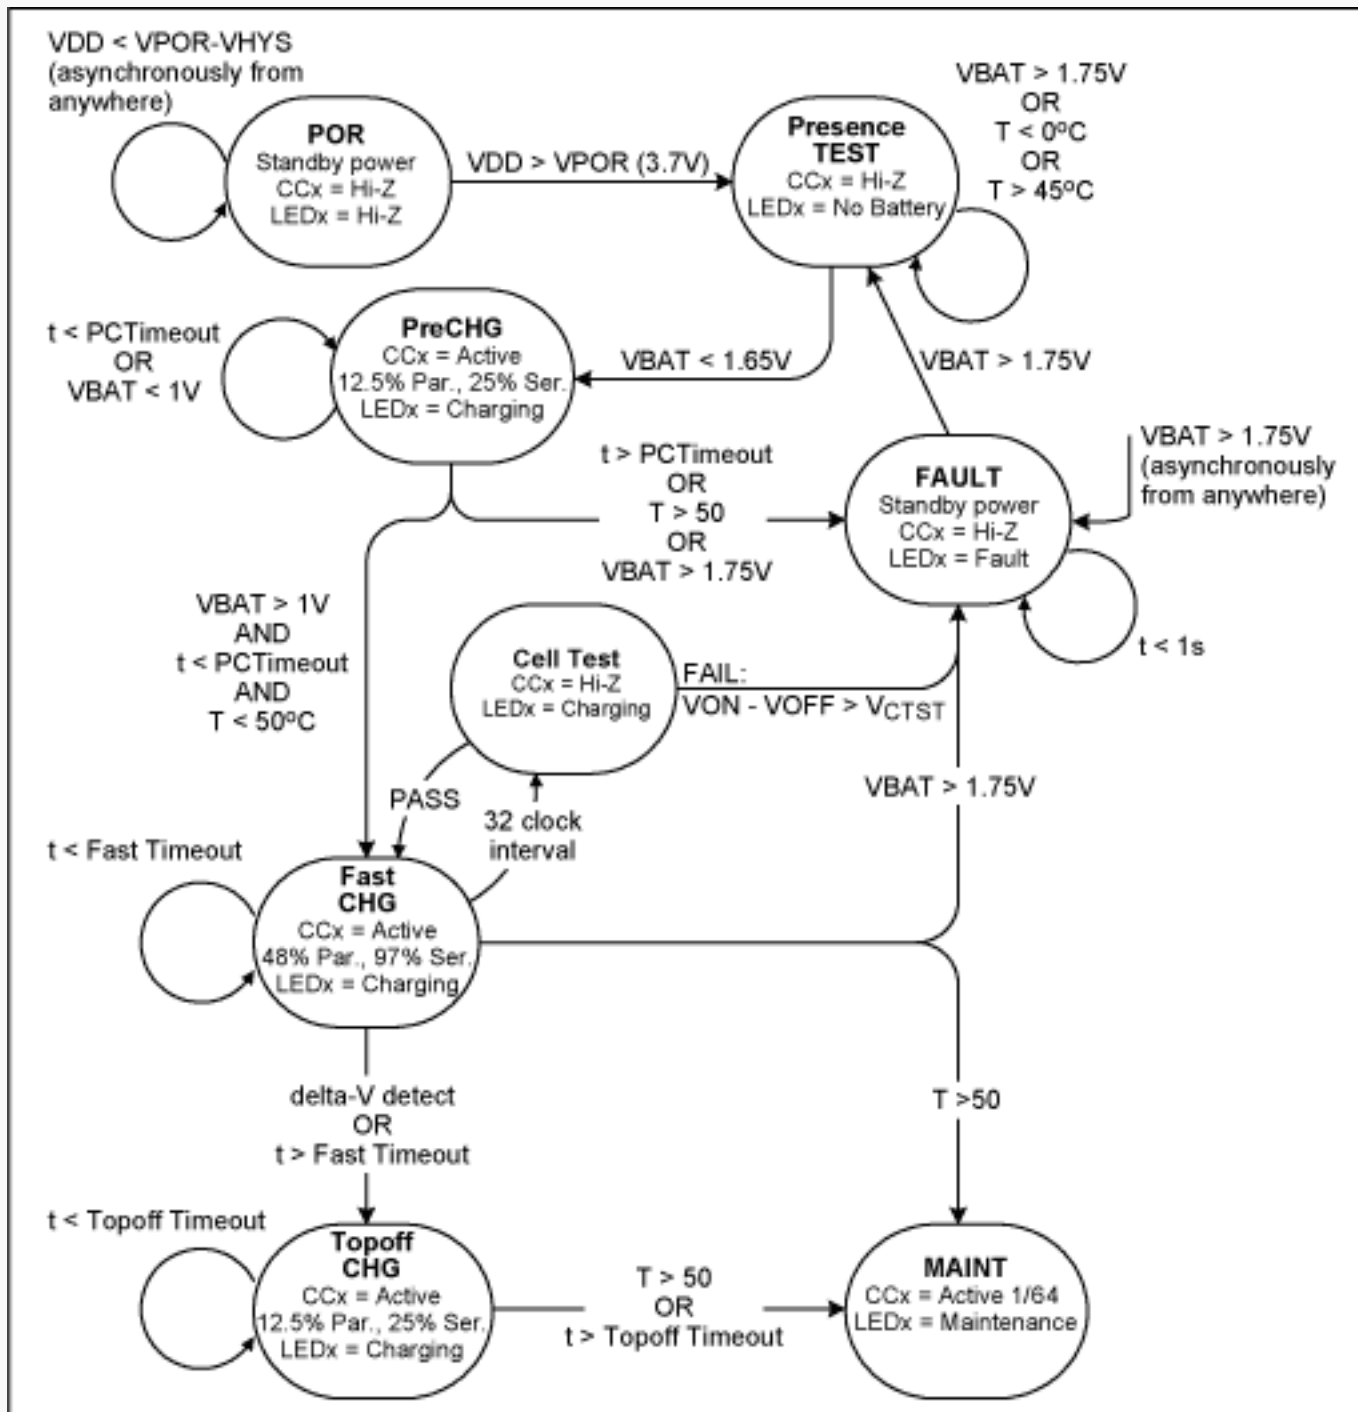 VDD < VPOR-VHYS
(asynchronously from
anywhere)
POR
Standby power
CCx = Hi-Z
LEDx = Hi-Z
VDD > VPOR (3.7V)
Presence
TEST
CCx = Hi-Z
LEDx = No Battery
VBAT > 1.75V
OR
T < 0ºC
OR
T > 45ºC
t < PCTimeout
OR
VBAT < 1V
PreCHG
CCx = Active
12.5% Par., 25% Ser.
LEDx = Charging
VBAT < 1.65V
VBAT > 1.75V
t > PCTimeout
OR
T > 50
OR
VBAT > 1.75V
FAULT
Standby power
CCx = Hi-Z
LEDx = Fault
VBAT > 1.75V
(asynchronously
from anywhere)
t < 1s
VBAT > 1V
AND
t < PCTimeout
AND
T < 50ºC
Cell Test
CCx = Hi-Z
LEDx = Charging
FAIL:
VON - VOFF > VCTST
PASS
32 clock
interval
VBAT > 1.75V
t < Fast Timeout
Fast
CHG
CCx = Active
48% Par., 97% Ser.
LEDx = Charging
delta-V detect
OR
t > Fast Timeout
T >50
t < Topoff Timeout
Topoff
CHG
CCx = Active
12.5% Par., 25% Ser.
LEDx = Charging
T > 50
OR
t > Topoff Timeout
MAINT
CCx = Active 1/64
LEDx = Maintenance